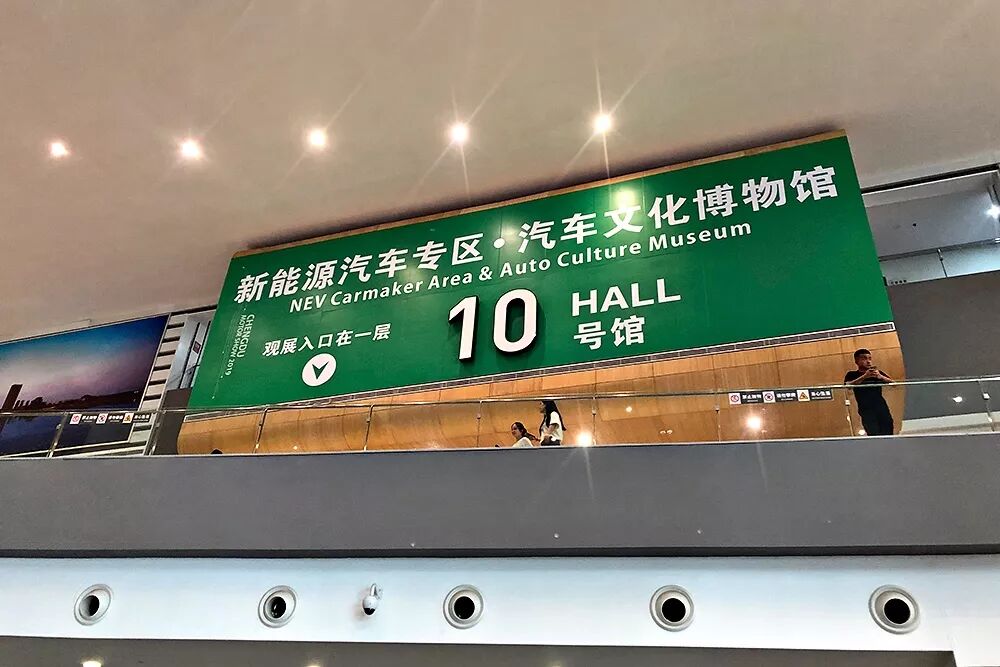 新能源汽车专区·汽车文化博物馆
NEV Carmaker Area & Auto Culture Museum
CHENGDU
MOTOR SHOW 2019
观展入口在一层
10
HALL
号馆